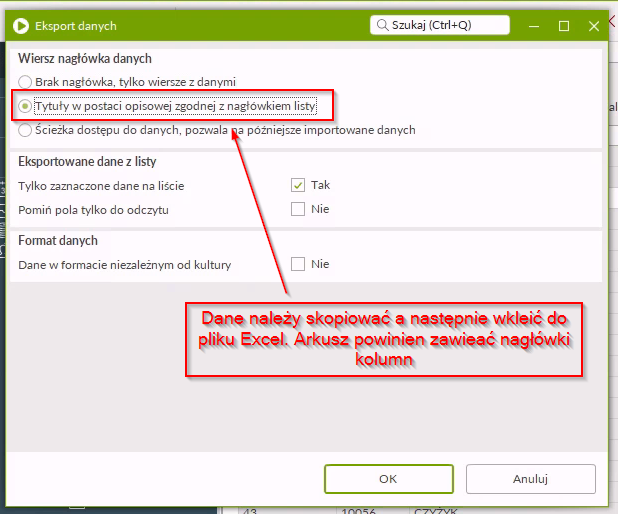 Eksport danych
Szukaj (Ctrl+Q)
Wiersz nagłówka danych
Brak nagłówka, tylko wiersze z danymi
Tytuły w postaci opisowej zgodnej z nagłówkiem listy
Ścieżka dostępu do danych, pozwala na późniejsze importowane danych
Eksportowane dane z listy
Tylko zaznaczone dane na liście
Tak
Pomiń pola tylko do odczytu
Nie
Format danych
Dane w formacie niezależnym od kultury
Nie
Dane należy skopiować a następnie wkleić do
pliku Excel. Arkusz powinien zawieać nagłówki
kolumn
OK
Anuluj
43 10056 CZYŻYK